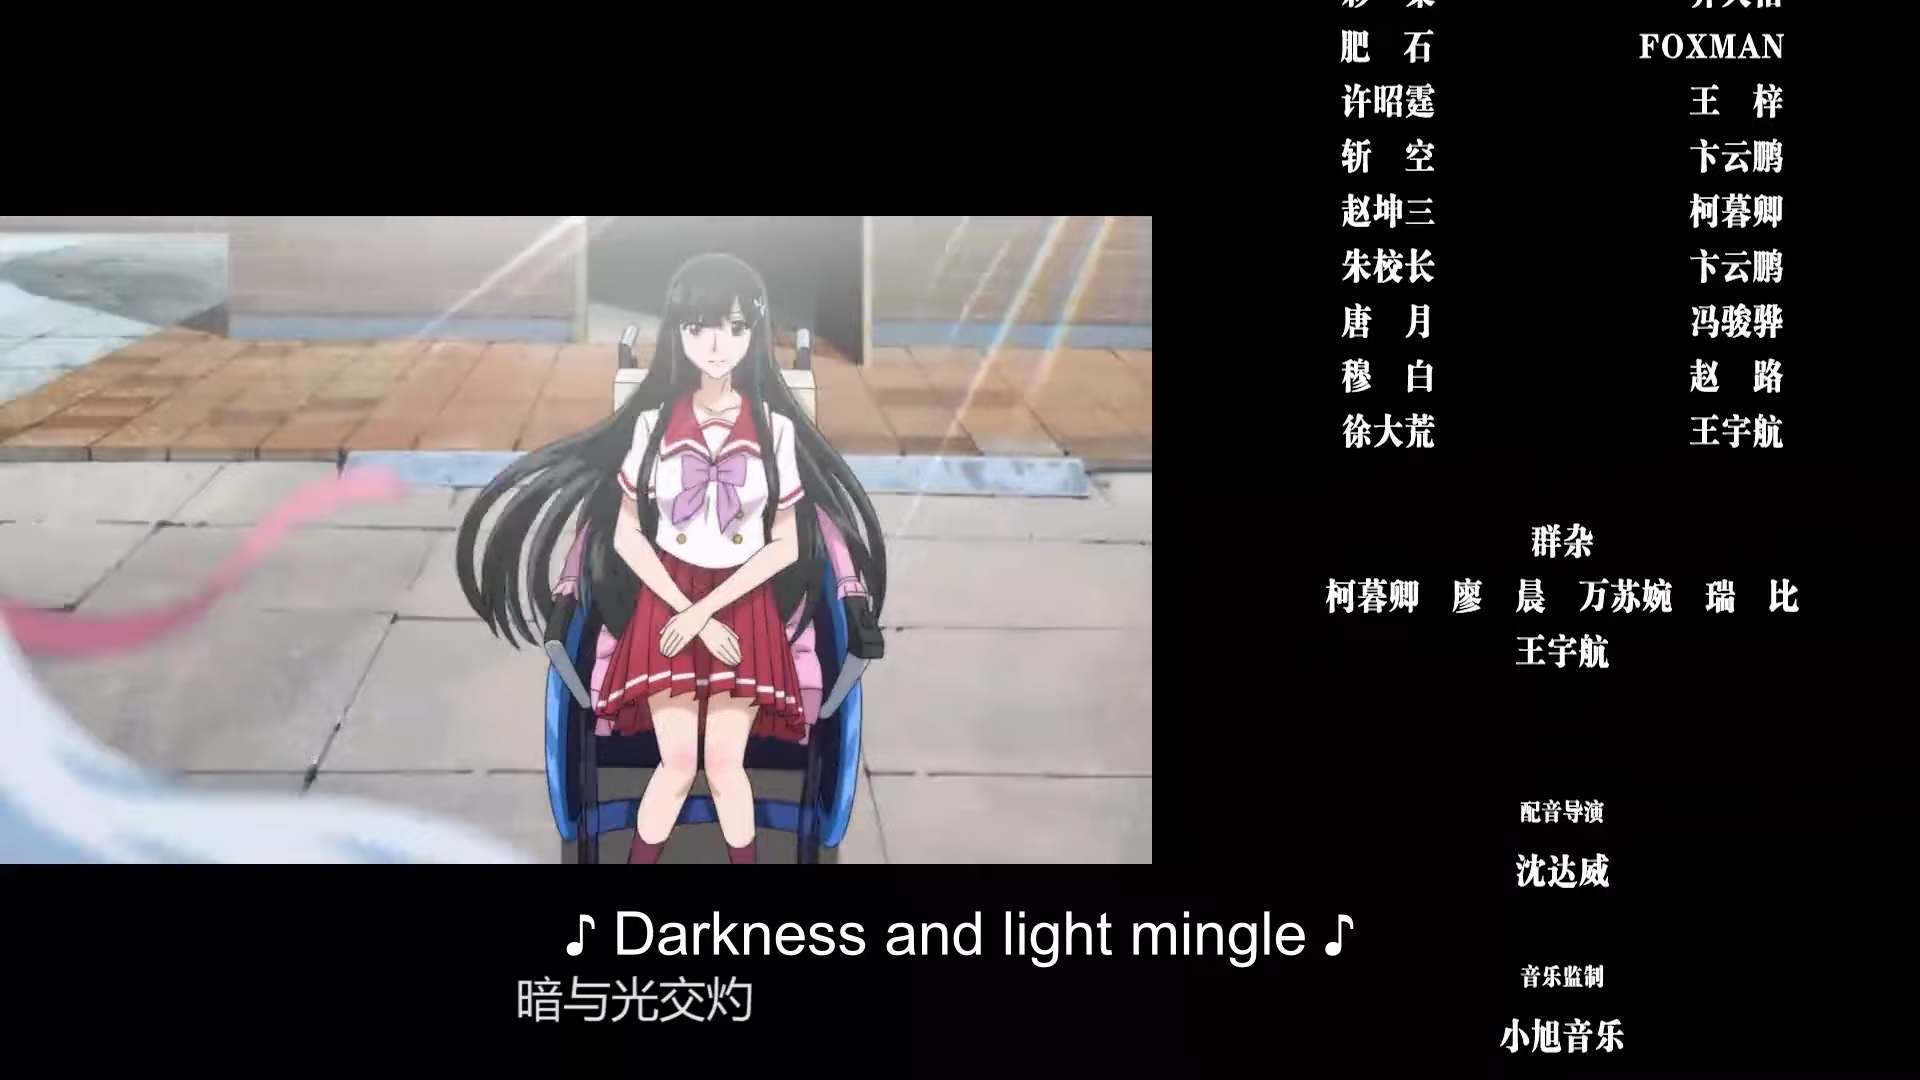 肥 石 FOXMAN
许昭霆 王 梓
斩 空 卞云鹏
赵坤三 柯暮卿
朱校长 卞云鹏
唐 月 冯骏骅
穆 白 赵 路
徐大荒 王宇航
群杂
柯暮卿 廖 晨 万苏婉 瑞 比
王宇航
配音导演
沈达威
♪ Darkness and light mingle ♪
暗与光交灼
音乐监制
小旭音乐